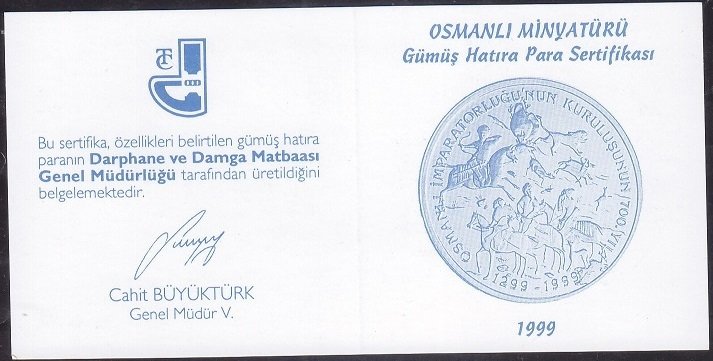 TC
Bu sertifika, özellikleri belirtilen gümüş hatıra
paranın Darphane ve Damga Matbaası
Genel Müdürlüğü tarafından üretildiğini
belgelemektedir.
Cahit BÜYÜKTÜRK
Genel Müdür V.
OSMANLI MİNYATÜRÜ
Gümüş Hatıra Para Sertifikası
OSMANLI İMPARATORLUĞU'NUN KURULUŞUNUN 700.YILI
1299-1999
1999